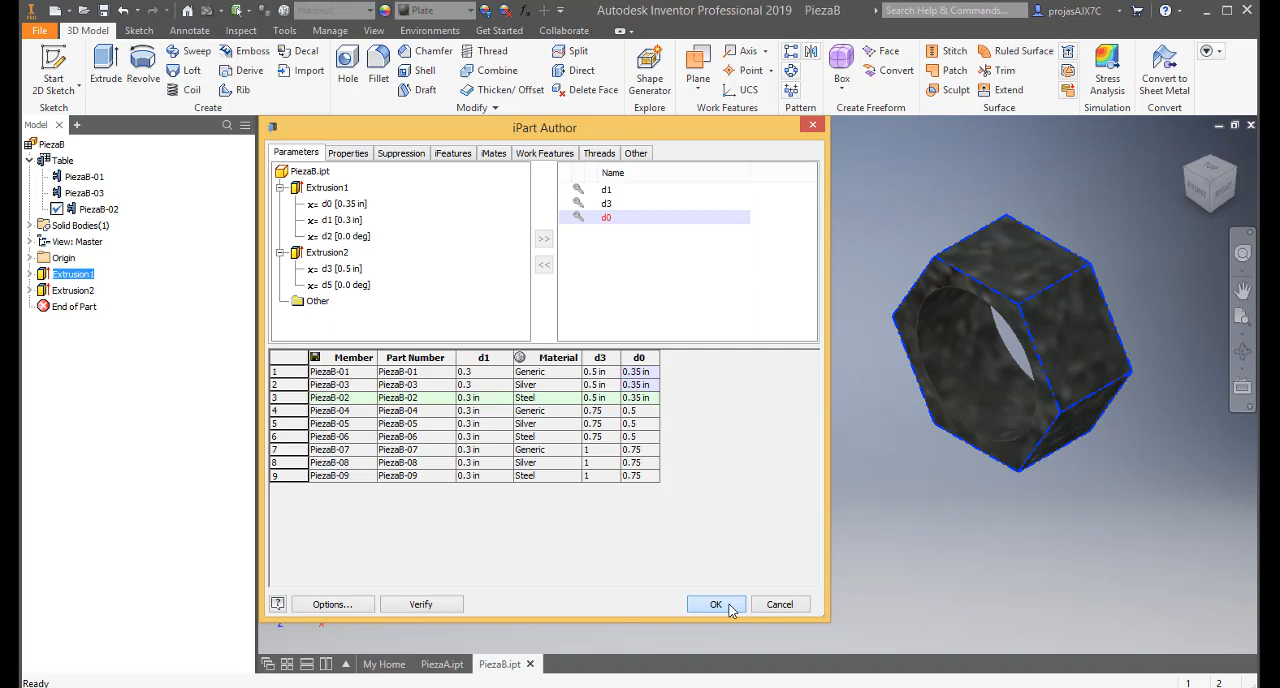 I PRO Material Plate Autodesk Inventor Professional 2019 PiezaB Search Help & Commands... projasAJX7C
File 3D Model Sketch Annotate Inspect Tools Manage View Environments Get Started Collaborate
Start 2D Sketch Extrude Revolve Sweep Emboss Decal Hole Fillet Chamfer Thread Split Shape Generator Plane Axis Box Face Stitch Ruled Surface Stress Analysis Convert to Sheet Metal
Loft Derive Import Shell Combine Direct Point Convert Patch Trim
Coil Rib Draft Thicken/ Offset Delete Face UCS Sculpt Extend
Sketch Create Modify Explore Work Features Pattern Create Freeform Surface Simulation Convert
Model
PiezaB
Table
PiezaB-01
PiezaB-03
PiezaB-02
Solid Bodies(1)
View: Master
Origin
Extrusion1
Extrusion2
End of Part
iPart Author
Parameters Properties Suppression iFeatures iMates Work Features Threads Other
PiezaB.ipt
Extrusion1
x= d0 [0.35 in]
x= d1 [0.3 in]
x= d2 [0.0 deg]
Extrusion2
x= d3 [0.5 in]
x= d5 [0.0 deg]
Other
>>
<<
Name
d1
d3
d0
Member Part Number d1 Material d3 d0
1 PiezaB-01 PiezaB-01 0.3 Generic 0.5 in 0.35 in
2 PiezaB-03 PiezaB-03 0.3 Silver 0.5 in 0.35 in
3 PiezaB-02 PiezaB-02 0.3 in Steel 0.5 in 0.35 in
4 PiezaB-04 PiezaB-04 0.3 in Generic 0.75 0.5
5 PiezaB-05 PiezaB-05 0.3 in Silver 0.75 0.5
6 PiezaB-06 PiezaB-06 0.3 in Steel 0.75 0.5
7 PiezaB-07 PiezaB-07 0.3 in Generic 1 0.75
8 PiezaB-08 PiezaB-08 0.3 in Silver 1 0.75
9 PiezaB-09 PiezaB-09 0.3 in Steel 1 0.75
Options... Verify OK Cancel
TOP
FRONT RIGHT
z x
My Home PiezaA.ipt PiezaB.ipt
Ready 1 2